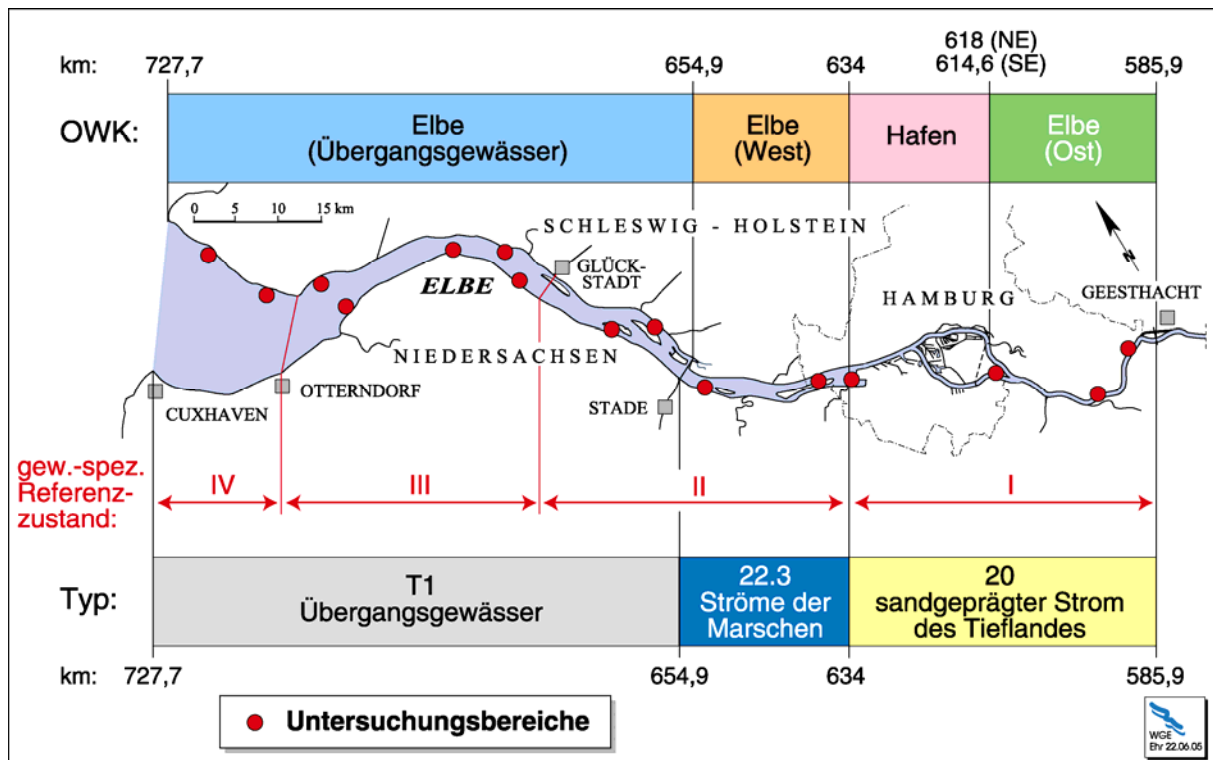 618 (NE)
km: 727,7 654,9 634 614,6 (SE) 585,9
OWK:
Elbe
(Übergangsgewässer)
Elbe
(West)
Hafen
Elbe
(Ost)
0 5 10 15 km
SCHLESWIG - HOLSTEIN
GLÜCK-
STADT
ELBE
N
HAMBURG
GEESTHACHT
NIEDERSACHSEN
OTTERNDORF
CUXHAVEN
STADE
gew.-spez.
Referenz-
zustand:
IV III II I
Typ:
T1
Übergangsgewässer
22.3
Ströme der
Marschen
20
sandgeprägter Strom
des Tieflandes
km: 727,7 654,9 634 585,9
Untersuchungsbereiche
WGE
Ehr 22.06.05